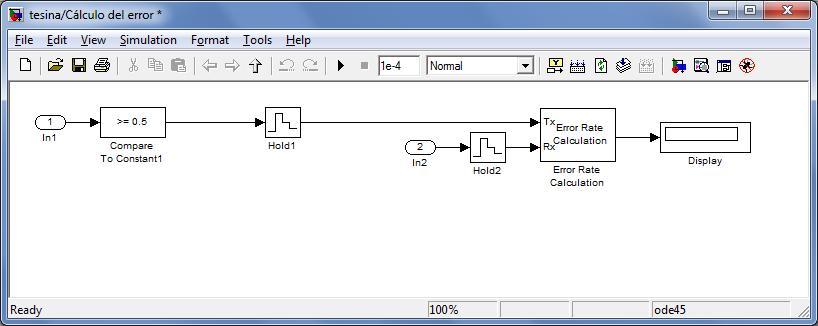 tesina/Cálculo del error *
File Edit View Simulation Format Tools Help
1e-4 Normal
1
In1
>= 0.5
Compare
To Constant1
Hold1
2
In2
Hold2
Tx
Rx
Error Rate
Calculation
Error Rate
Calculation
Display
Ready 100% ode45